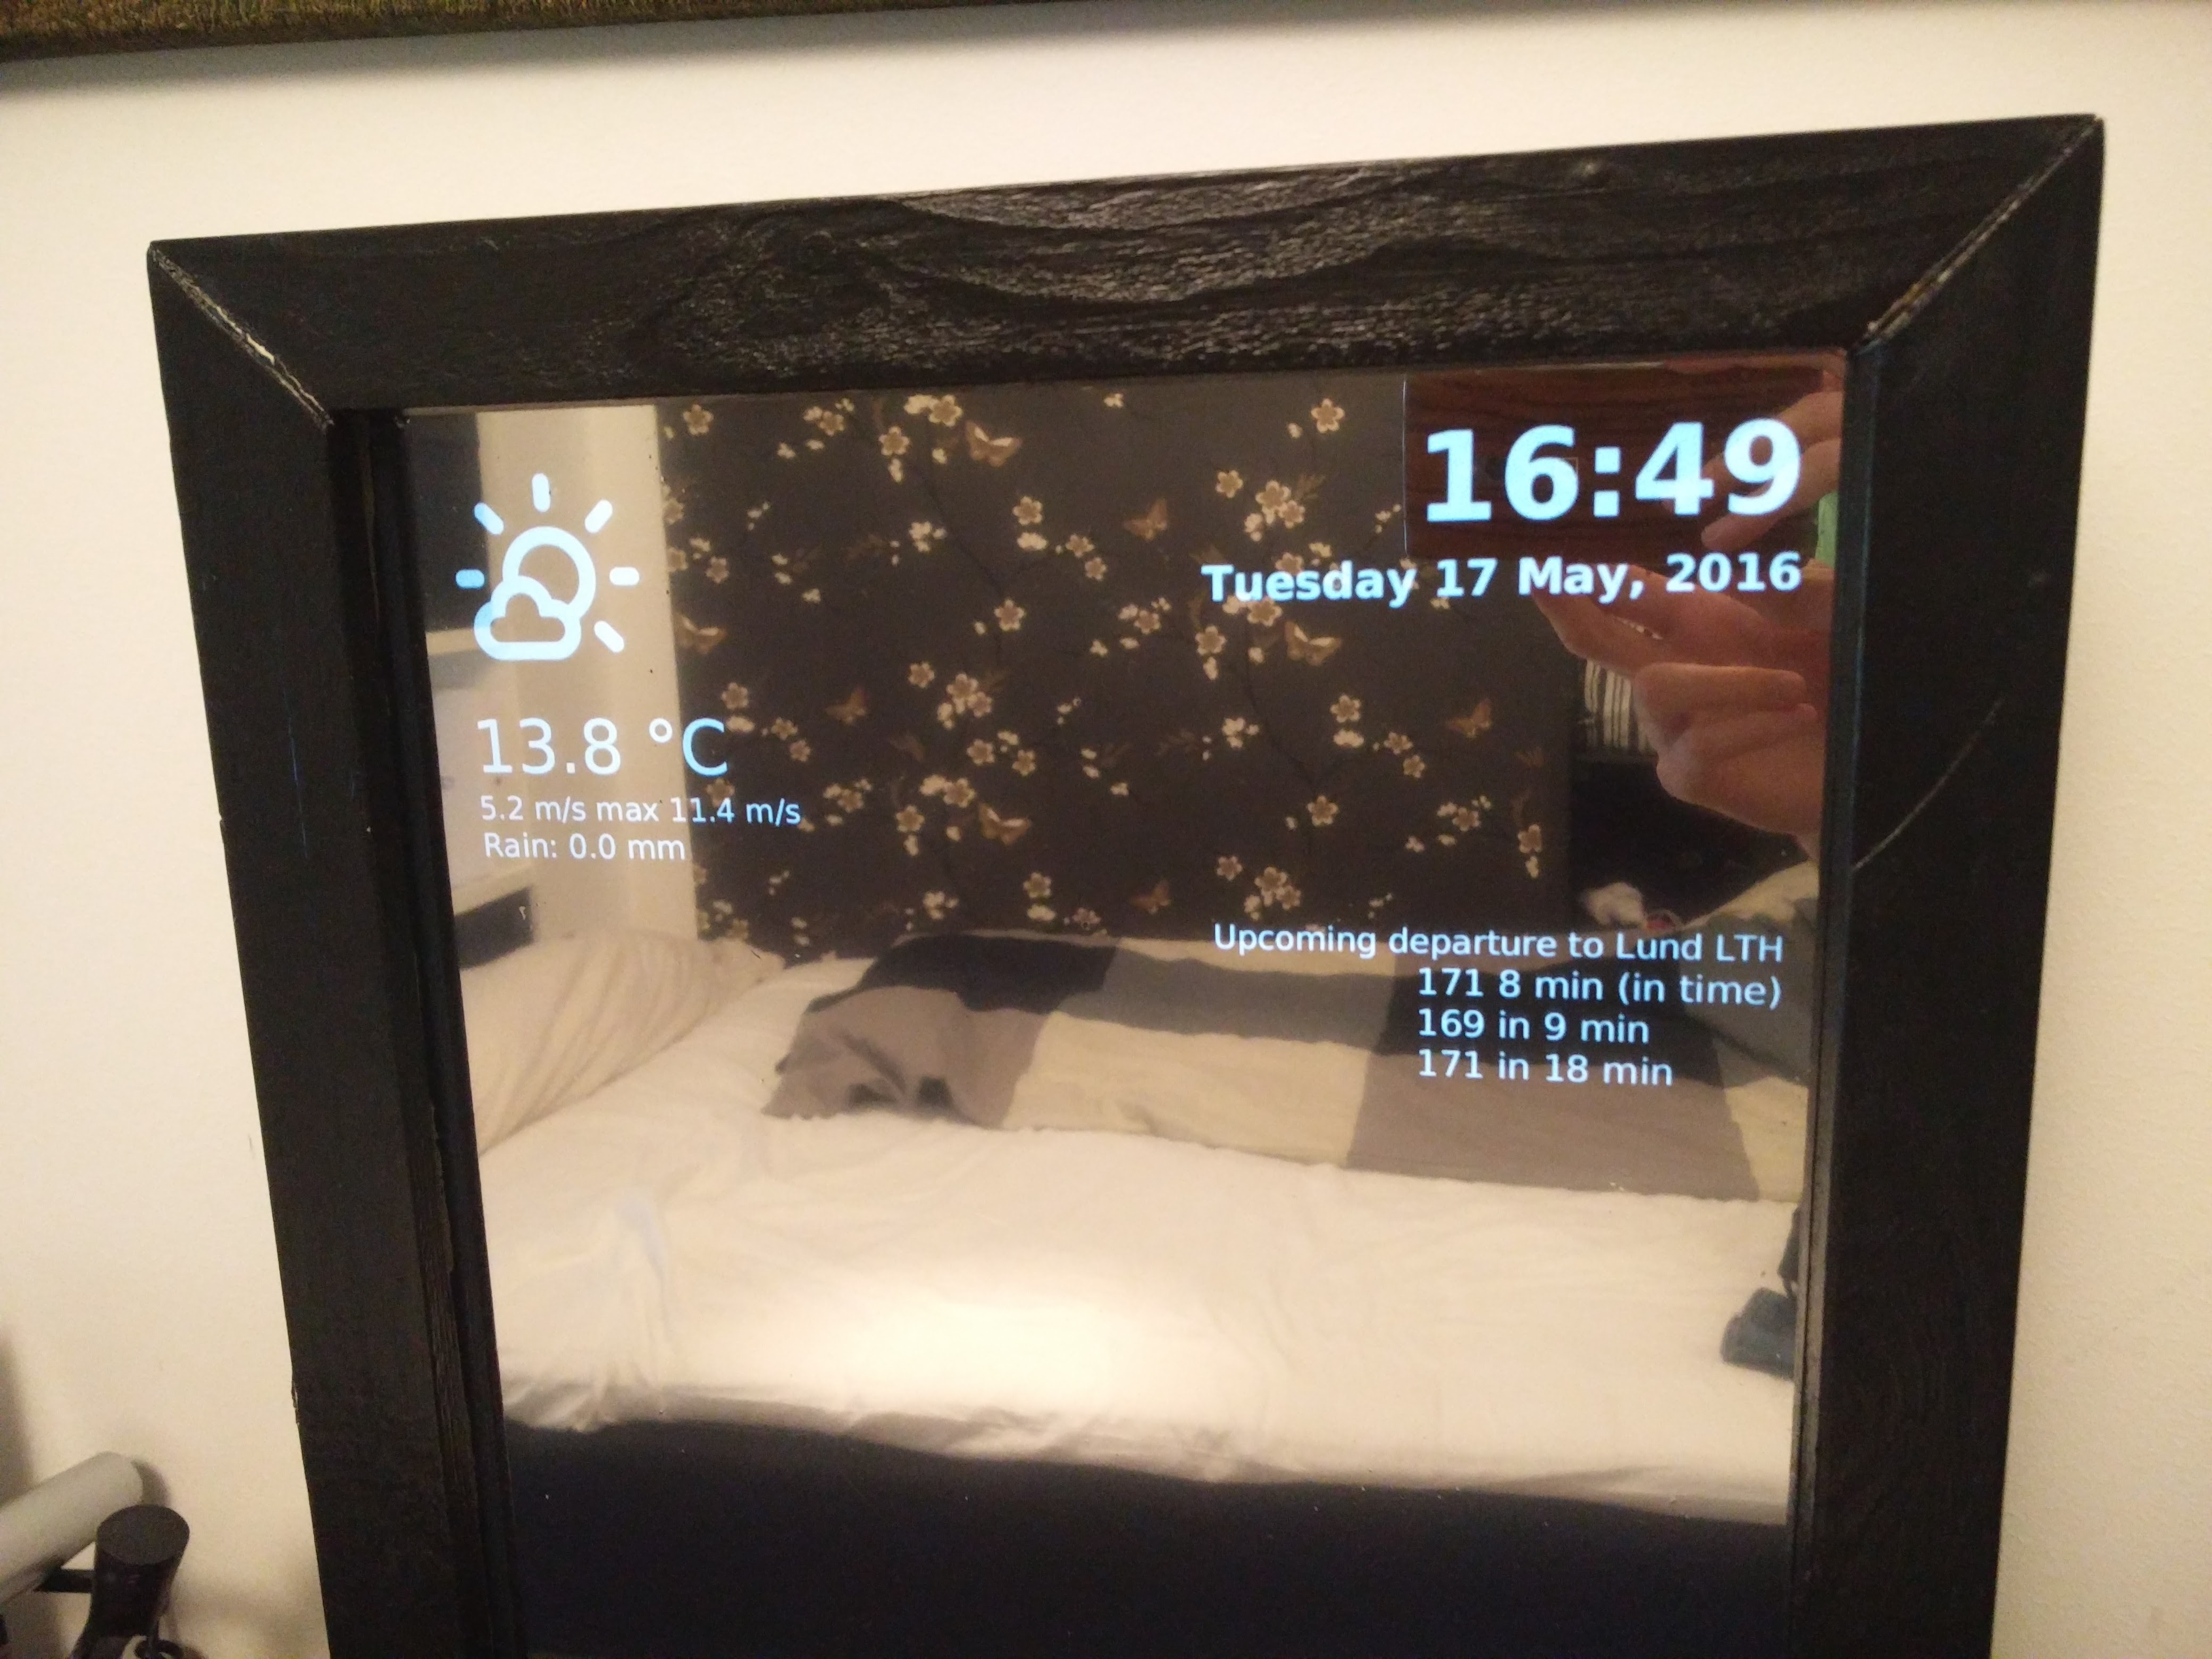 16:49
Tuesday 17 May, 2016
13.8 °C
5.2 m/s max 11.4 m/s
Rain: 0.0 mm
Upcoming departure to Lund LTH
171 8 min (in time)
169 in 9 min
171 in 18 min